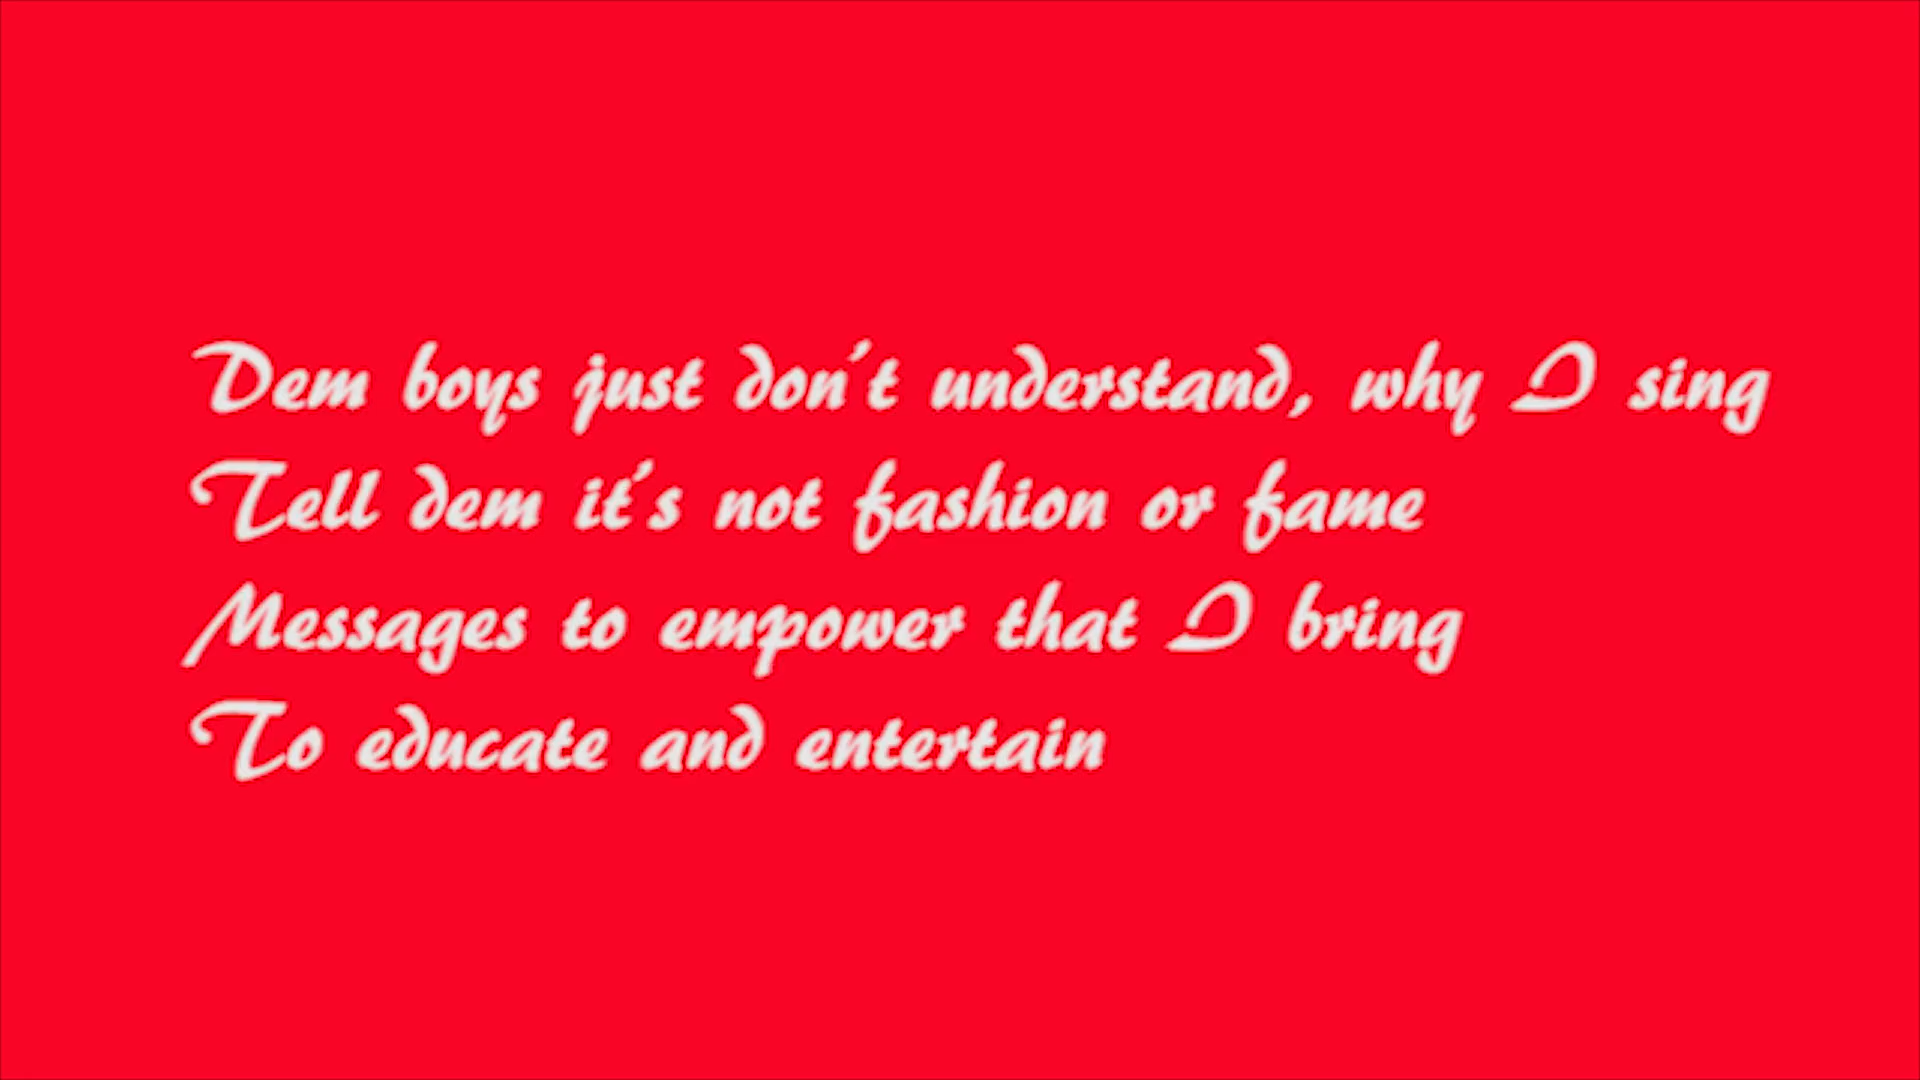 Dem boys just don't understand, why I sing
Tell dem it's not fashion or fame
Messages to empower that I bring
To educate and entertain